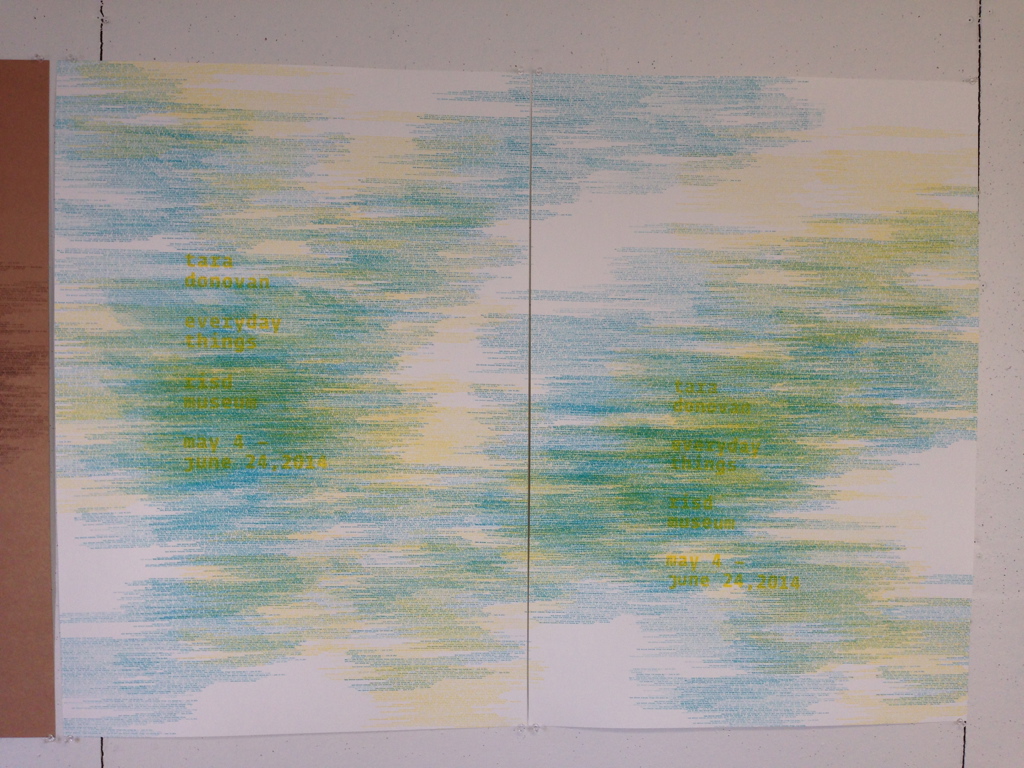 tara
donovan
everyday
things
risd
museum
may 4 –
june 24,2014
tara
donovan
everyday
things
risd
museum
may 4 –
june 24,2014